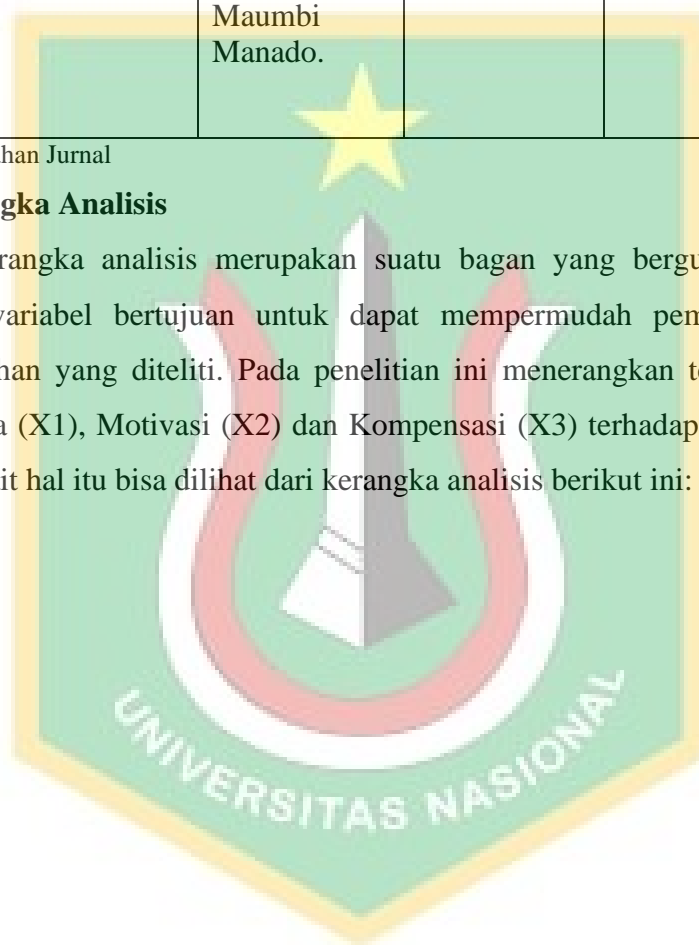 Maumbi
Manado.
ahan Jurnal
gka Analisis
rangka analisis merupakan suatu bagan yang bergu
variabel bertujuan untuk dapat mempermudah pem
nan yang diteliti. Pada penelitian ini menerangkan te
a (X1), Motivasi (X2) dan Kompensasi (X3) terhadap
it hal itu bisa dilihat dari kerangka analisis berikut ini:
UNIVERSITAS NASIONAL